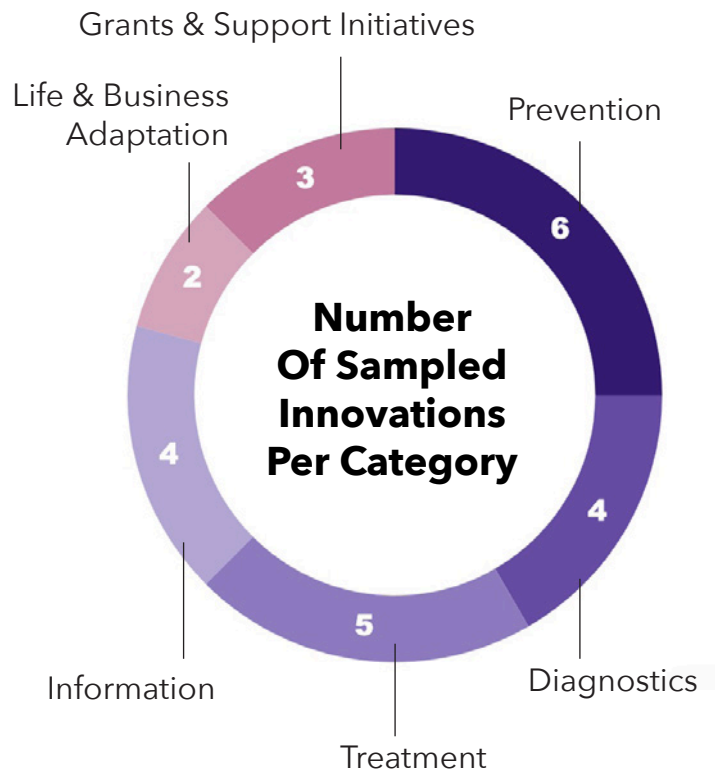 Grants & Support Initiatives
Life & Business
Adaptation
Prevention
3
6
2
Number
Of Sampled
Innovations
Per Category
4
4
5
Information
Diagnostics
Treatment